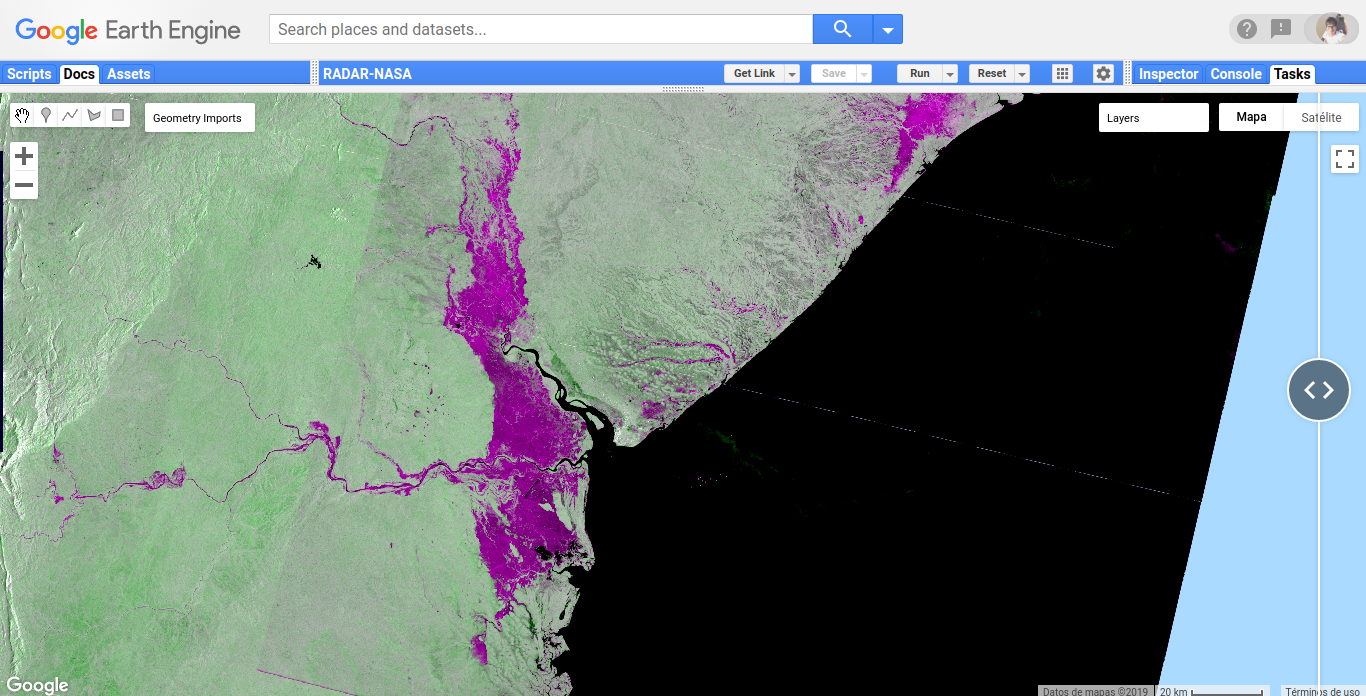 Google Earth Engine
Search places and datasets...
Scripts Docs Assets
RADAR-NASA
Get Link
Save
Run
Reset
Inspector Console Tasks
Geometry Imports
Layers
Mapa Satélite
Google
Datos de mapas ©2019
20 km
Términos de uso